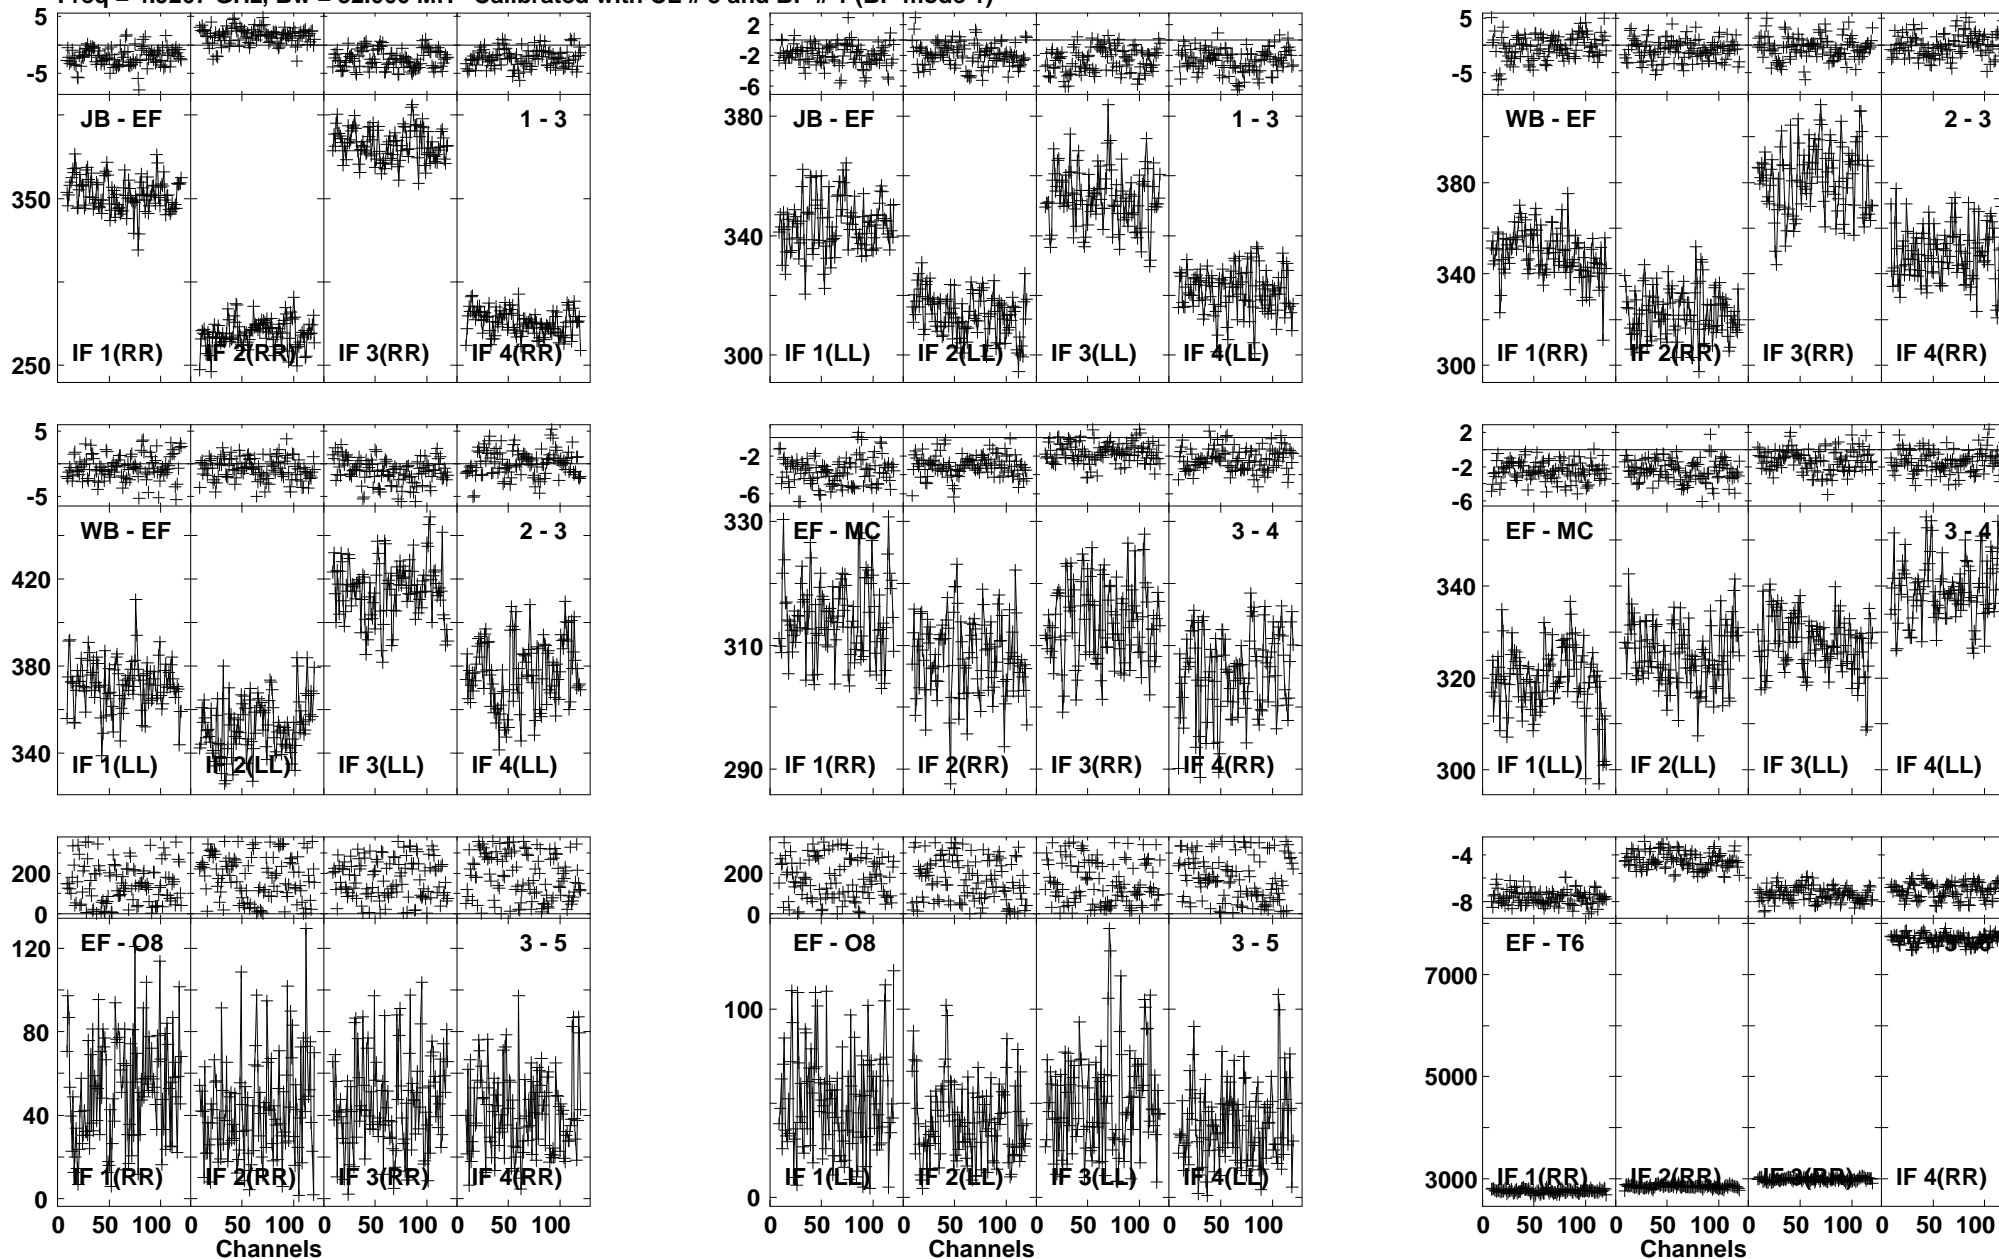 5 -5 2 -2 -6 5 -5
JB - EF 1 - 3
350
250
IF 1(RR) IF 2(RR) IF 3(RR) IF 4(RR)
JB - EF 1 - 3
380
340
300
IF 1(LL) IF 2(LL) IF 3(LL) IF 4(LL)
WB - EF 2 - 3
380
340
300
IF 1(RR) IF 2(RR) IF 3(RR) IF 4(RR)
5 -5 -2 -6 2 -2 -6
WB - EF 2 - 3
420
380
340
IF 1(LL) IF 2(LL) IF 3(LL) IF 4(LL)
EF - MC 3 - 4
330
310
290
IF 1(RR) IF 2(RR) IF 3(RR) IF 4(RR)
EF - MC 3 - 4
340
320
300
IF 1(LL) IF 2(LL) IF 3(LL) IF 4(LL)
200 0 200 0 -4 -8
EF - O8 3 - 5
120
80
40
0
IF 1(RR) IF 2(RR) IF 3(RR) IF 4(RR)
0 50 100 0 50 100 0 50 100 0 50 100
Channels
EF - O8 3 - 5
100
0
IF 1(LL) IF 2(LL) IF 3(LL) IF 4(LL)
0 50 100 0 50 100 0 50 100 0 50 100
Channels
EF - T6
7000
5000
3000
IF 1(RR) IF 2(RR) IF 3(RR) IF 4(RR)
0 50 100 0 50 100 0 50 100 0 50 100
Channels